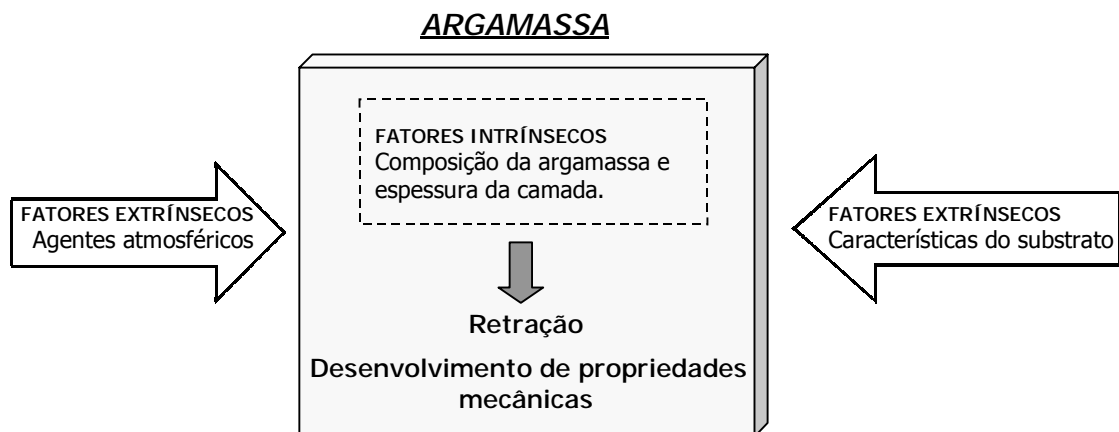 ARGAMASSA
FATORES INTRÍNSECOS
Composição da argamassa e
espessura da camada.
FATORES EXTRÍNSECOS
Agentes atmosféricos
FATORES EXTRÍNSECOS
Características do substrato
Retração
Desenvolvimento de propriedades
mecânicas